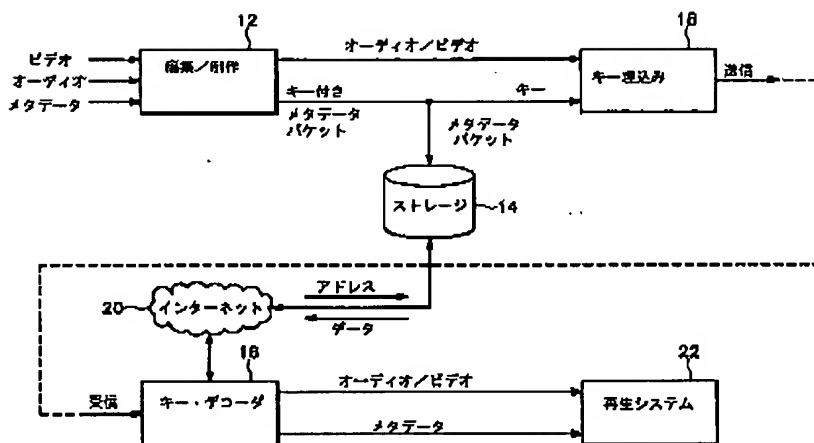 12
ビデオ
オーディオ
メタデータ
編集/制作
オーディオ/ビデオ
キー付き
メタデータ
パケット
キー
メタデータ
パケット
キー埋込み
送信
ストレージ
14
20
インターネット
アドレス
データ
受信
キー・デコーダ
オーディオ/ビデオ
メタデータ
22
再生システム